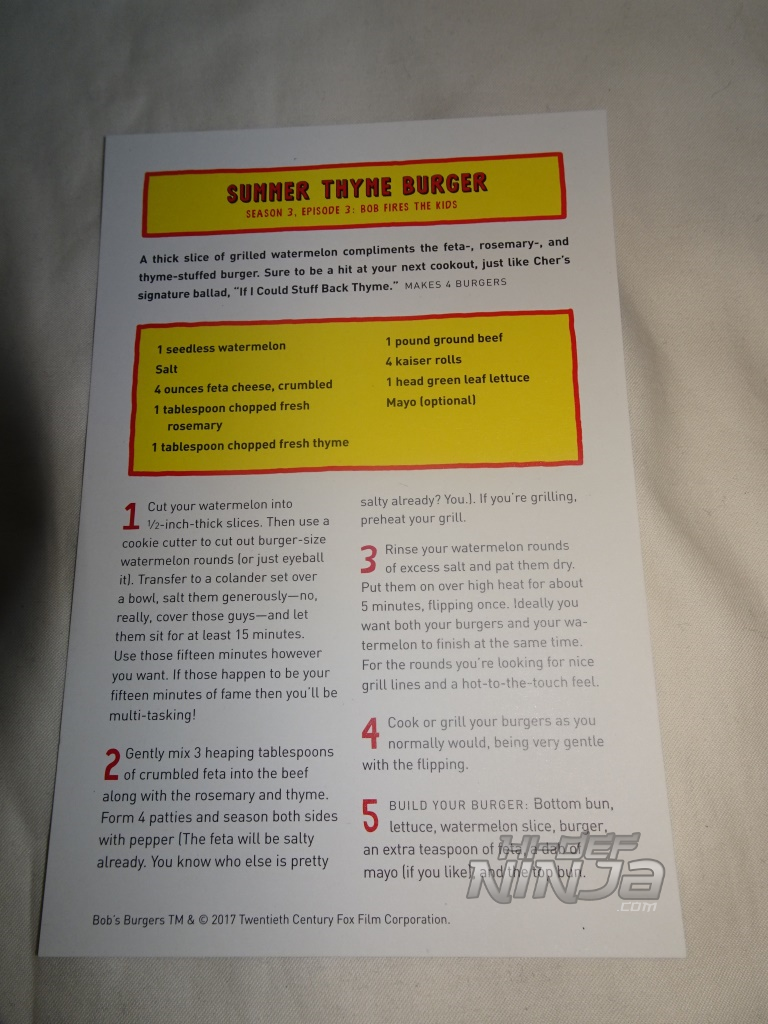 SUMMER THYME BURGER
SEASON 3, EPISODE 3: BOB FIRES THE KIDS
A thick slice of grilled watermelon compliments the feta-, rosemary-, and
thyme-stuffed burger. Sure to be a hit at your next cookout, just like Cher's
signature ballad, "If I Could Stuff Back Thyme." MAKES 4 BURGERS
1 seedless watermelon
Salt
4 ounces feta cheese, crumbled
1 tablespoon chopped fresh
rosemary
1 tablespoon chopped fresh thyme
1 pound ground beef
4 kaiser rolls
1 head green leaf lettuce
Mayo (optional)
1 Cut your watermelon into
½-inch-thick slices. Then use a
cookie cutter to cut out burger-size
watermelon rounds (or just eyeball
it). Transfer to a colander set over
a bowl, salt them generously—no,
really, cover those guys—and let
them sit for at least 15 minutes.
Use those fifteen minutes however
you want. If those happen to be your
fifteen minutes of fame then you'll be
multi-tasking!
2 Gently mix 3 heaping tablespoons
of crumbled feta into the beef
along with the rosemary and thyme.
Form 4 patties and season both sides
with pepper (The feta will be salty
already. You know who else is pretty
salty already? You.). If you're grilling,
preheat your grill.
3 Rinse your watermelon rounds
of excess salt and pat them dry.
Put them on over high heat for about
5 minutes, flipping once. Ideally you
want both your burgers and your wa-
termelon to finish at the same time.
For the rounds you're looking for nice
grill lines and a hot-to-the-touch feel.
4 Cook or grill your burgers as you
normally would, being very gentle
with the flipping.
5 BUILD YOUR BURGER: Bottom bun,
lettuce, watermelon slice, burger,
an extra teaspoon of feta, a dab of
mayo (if you like), and the top bun.
Bob's Burgers TM & © 2017 Twentieth Century Fox Film Corporation.
HI-DEF
NINJA
.COM